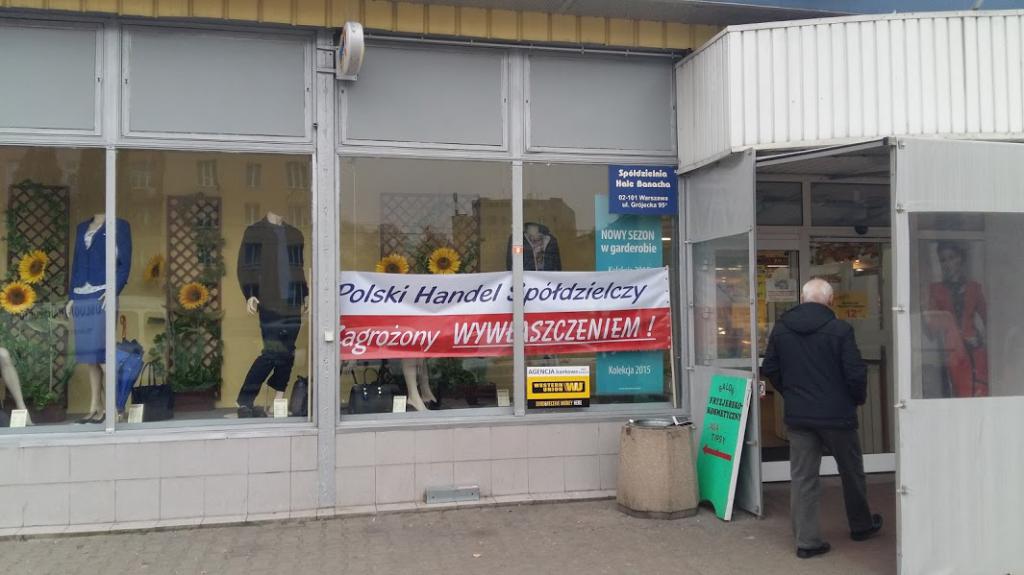 Spółdzielnia
Hale Banacha
02-101 Warszawa
ul. Grójecka 95
NOWY SEZON
w garderobie
Polski Handel Spółdzielczy
Zagrożony WYWŁASZCZENIEM !
Kolekcja 2015
AGENCJA bankowa
WESTERN
UNION WU
SALON
FRYZJERSKO
KOSMETYCZNY
TIPSY